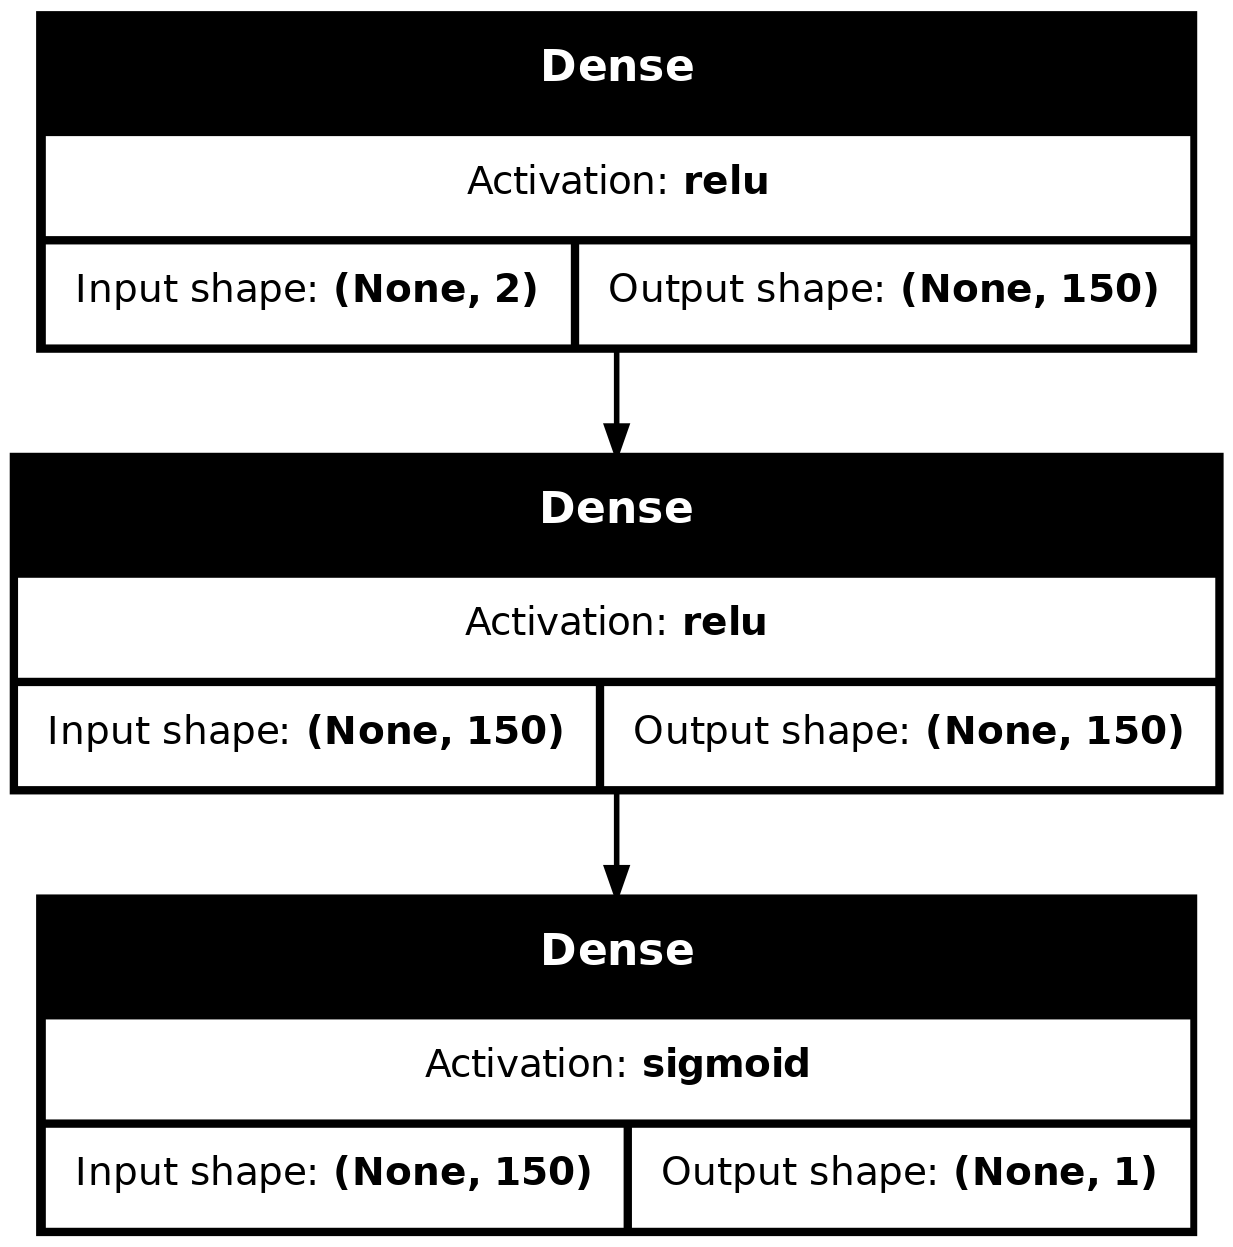 Dense
Activation: relu
Input shape: (None, 2) Output shape: (None, 150)
Dense
Activation: relu
Input shape: (None, 150) Output shape: (None, 150)
Dense
Activation: sigmoid
Input shape: (None, 150) Output shape: (None, 1)